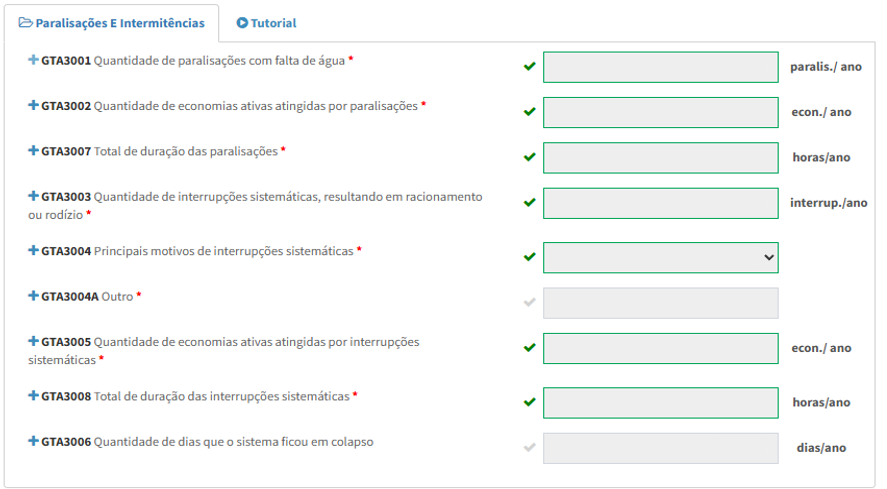 Paralisações E Intermitências Tutorial
GTA3001 Quantidade de paralisações com falta de água * paralis./ ano
GTA3002 Quantidade de economias ativas atingidas por paralisações * econ./ ano
GTA3007 Total de duração das paralisações * horas/ano
GTA3003 Quantidade de interrupções sistemáticas, resultando em racionamento interrup./ano
ou rodízio *
GTA3004 Principais motivos de interrupções sistemáticas *
GTA3004A Outro *
GTA3005 Quantidade de economias ativas atingidas por interrupções econ./ ano
sistemáticas *
GTA3008 Total de duração das interrupções sistemáticas * horas/ano
GTA3006 Quantidade de dias que o sistema ficou em colapso dias/ano